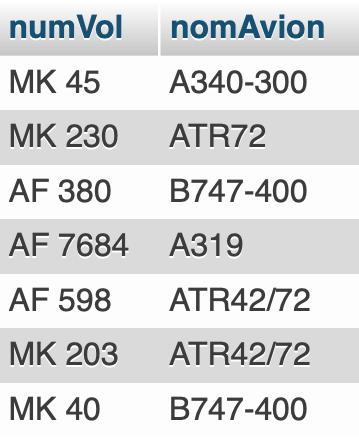 numVol nomAvion
MK 45 A340-300
MK 230 ATR72
AF 380 B747-400
AF 7684 A319
AF 598 ATR42/72
MK 203 ATR42/72
MK 40 B747-400